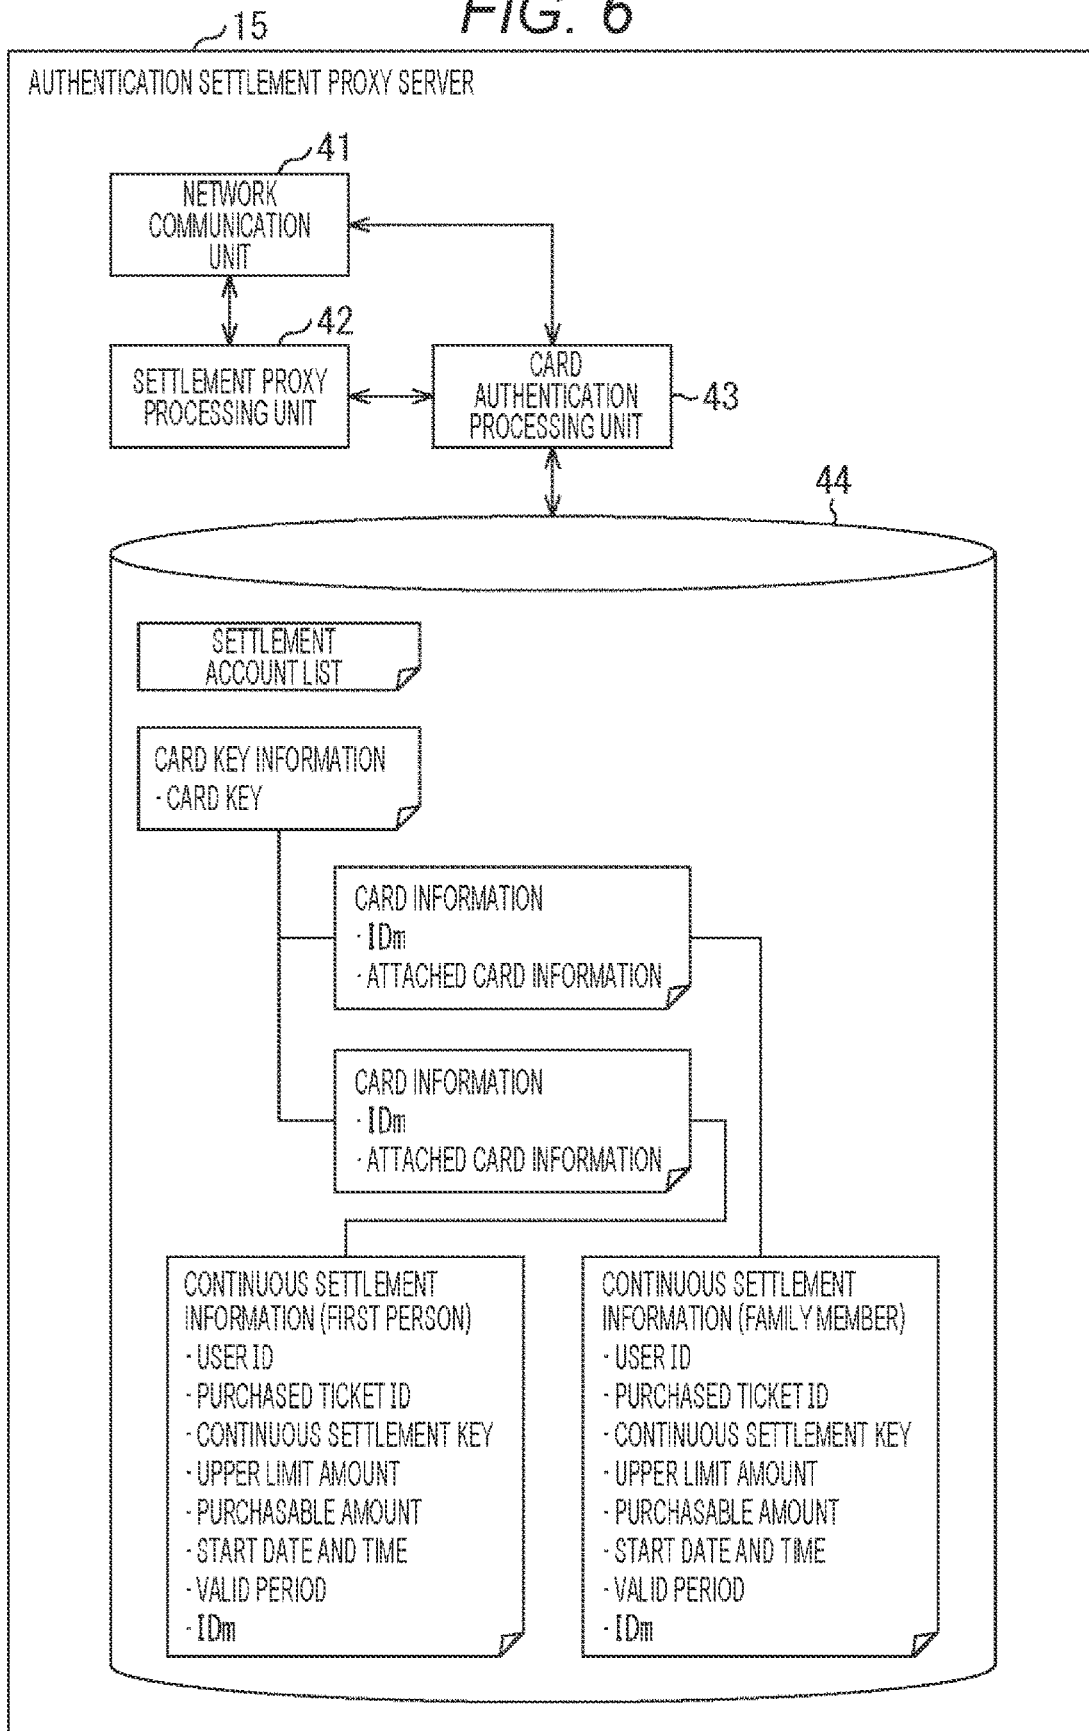 FIG. 6
15
AUTHENTICATION SETTLEMENT PROXY SERVER
41
NETWORK
COMMUNICATION
UNIT
42
SETTLEMENT PROXY
PROCESSING UNIT
CARD
AUTHENTICATION
PROCESSING UNIT
43
44
SETTLEMENT
ACCOUNT LIST
CARD KEY INFORMATION
- CARD KEY
CARD INFORMATION
- IDm
- ATTACHED CARD INFORMATION
CARD INFORMATION
- IDm
- ATTACHED CARD INFORMATION
CONTINUOUS SETTLEMENT
INFORMATION (FIRST PERSON)
- USER ID
- PURCHASED TICKET ID
- CONTINUOUS SETTLEMENT KEY
- UPPER LIMIT AMOUNT
- PURCHASABLE AMOUNT
- START DATE AND TIME
- VALID PERIOD
- IDm
CONTINUOUS SETTLEMENT
INFORMATION (FAMILY MEMBER)
- USER ID
- PURCHASED TICKET ID
- CONTINUOUS SETTLEMENT KEY
- UPPER LIMIT AMOUNT
- PURCHASABLE AMOUNT
- START DATE AND TIME
- VALID PERIOD
- IDm